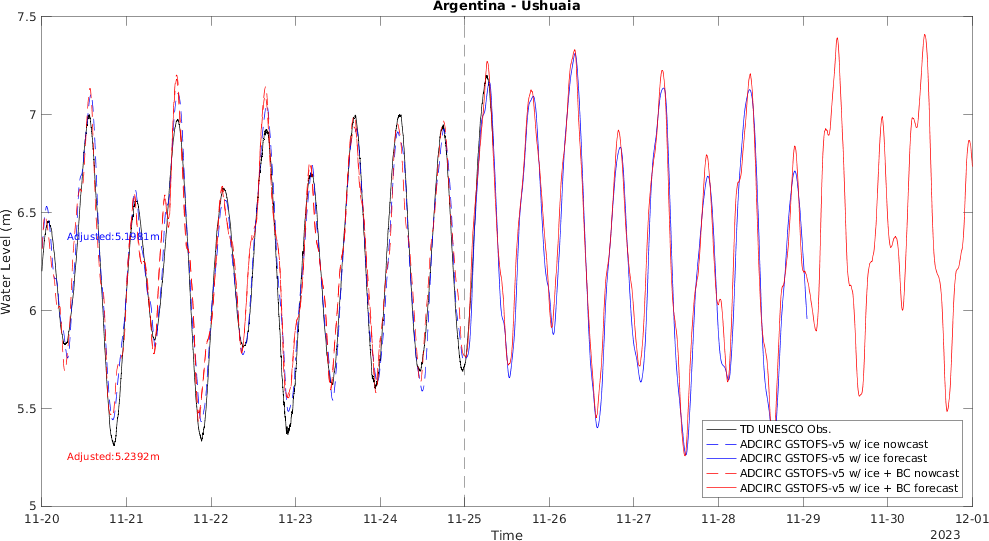 Argentina - Ushuaia
Water Level (m)
7.5
7
6.5
6
5.5
5
Adjusted:5.1981m
Adjusted:5.2392m
TD UNESCO Obs.
ADCIRC GSTOFS-v5 w/ ice nowcast
ADCIRC GSTOFS-v5 w/ ice forecast
ADCIRC GSTOFS-v5 w/ ice + BC nowcast
ADCIRC GSTOFS-v5 w/ ice + BC forecast
11-20 11-21 11-22 11-23 11-24 11-25 11-26 11-27 11-28 11-29 11-30 12-01
Time
2023